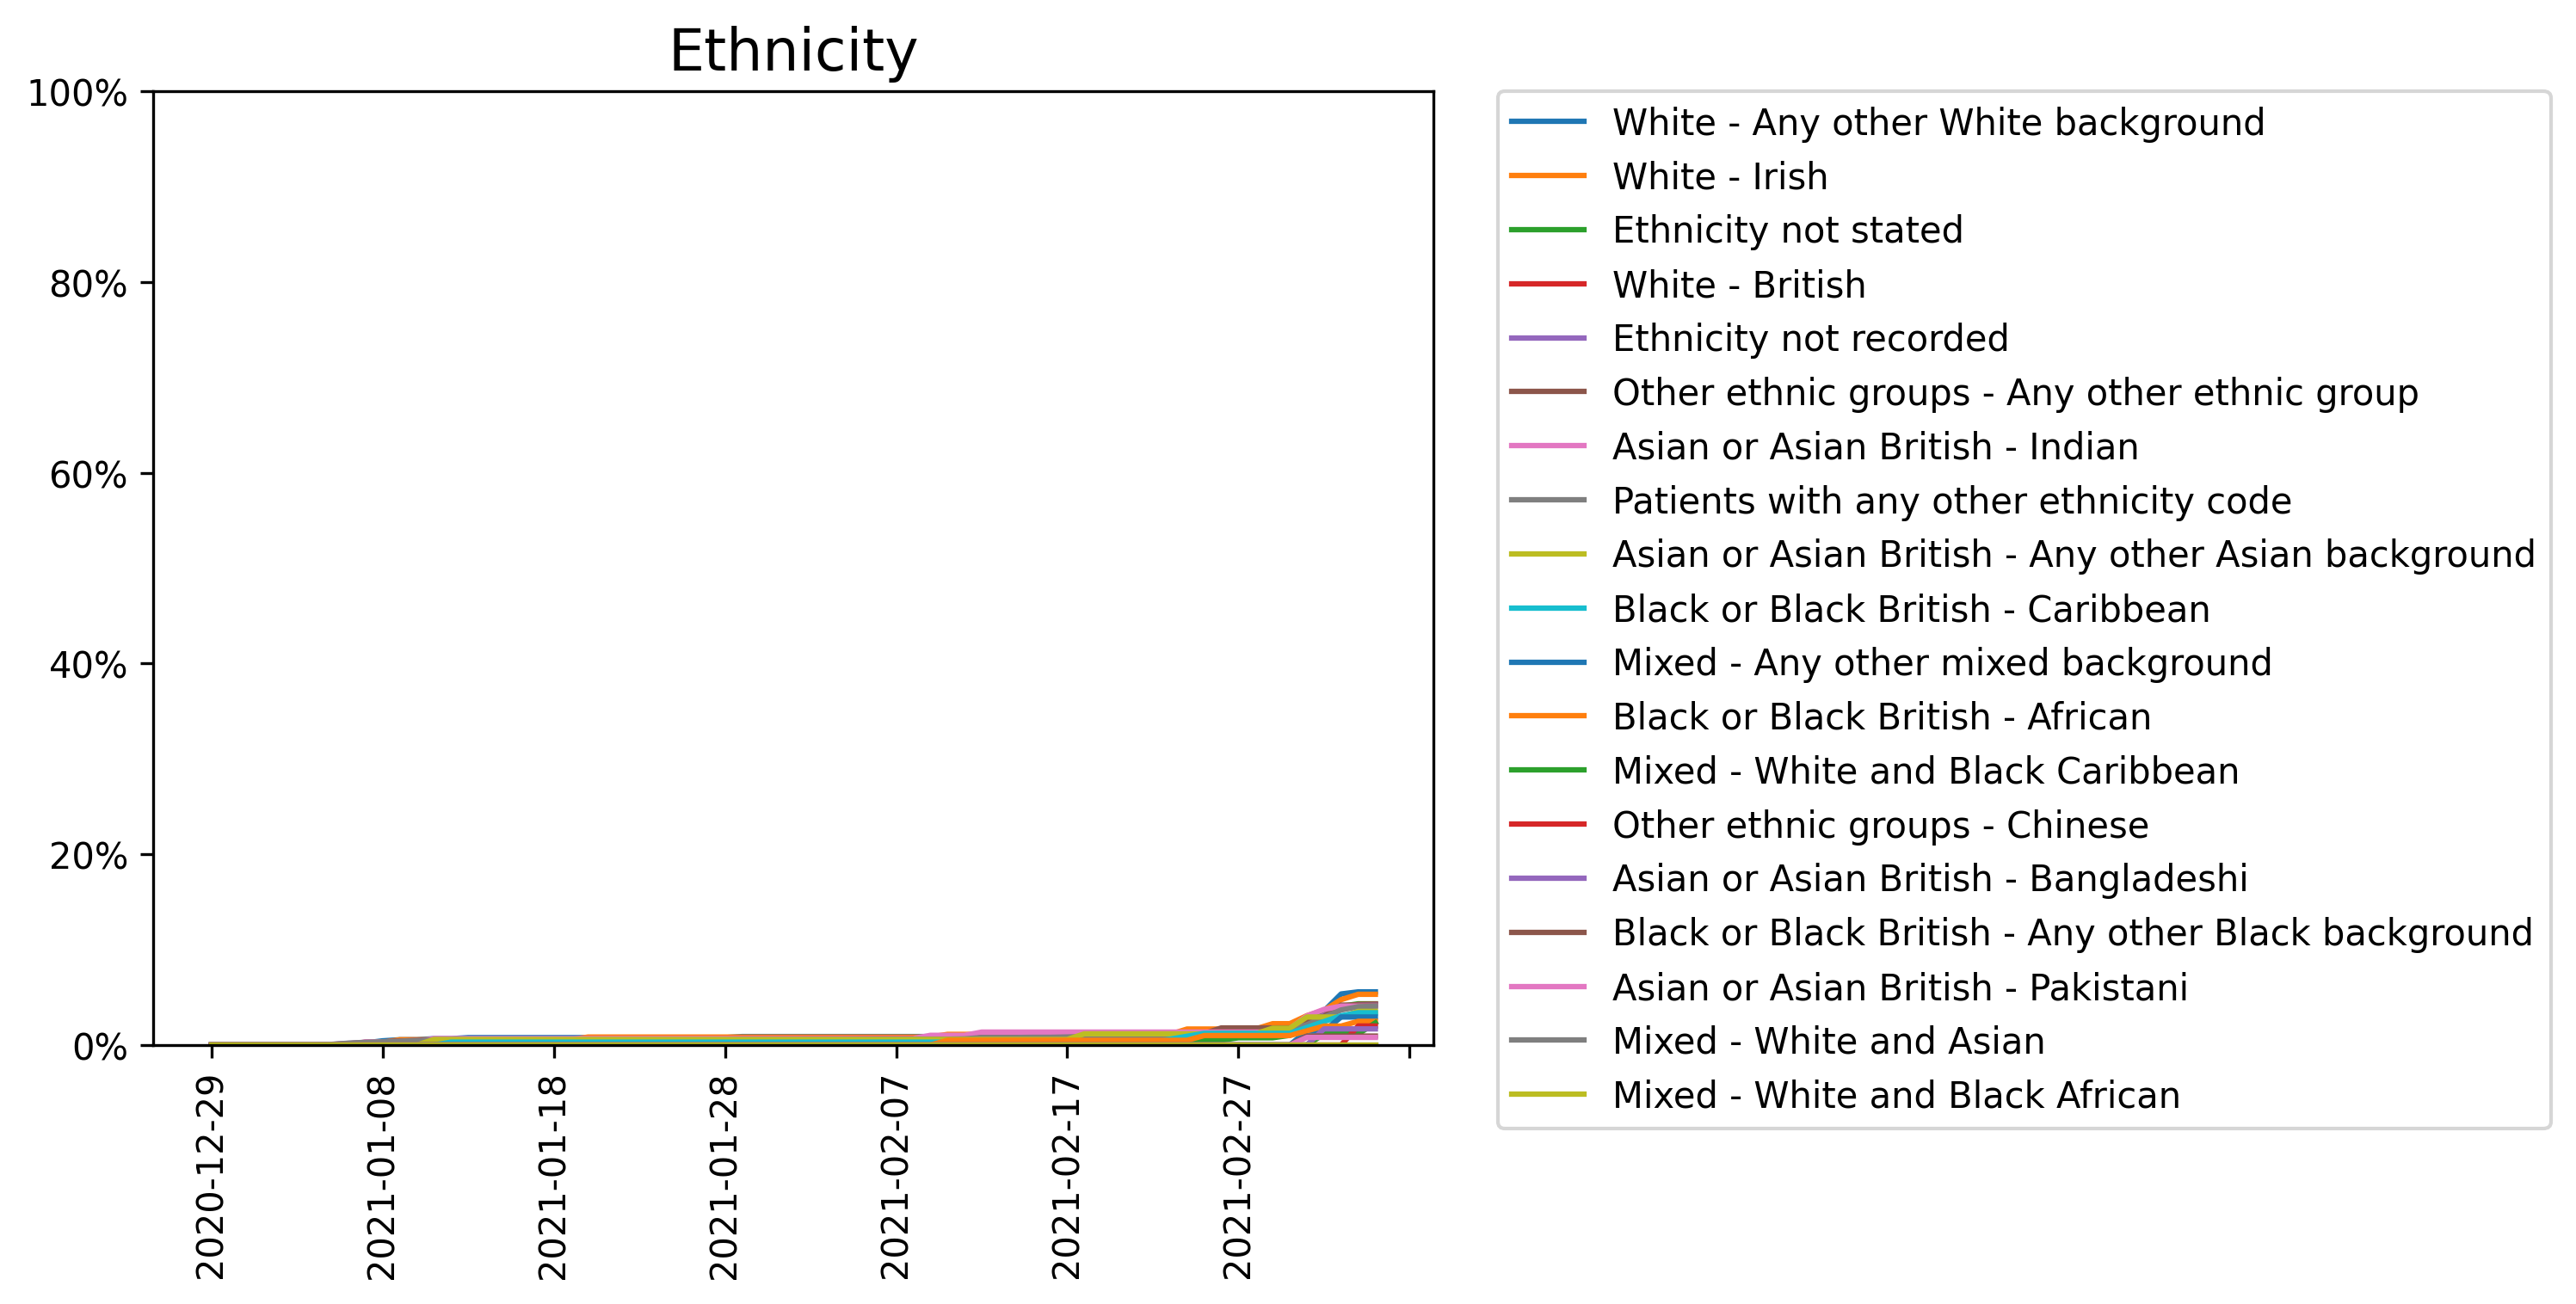 Ethnicity
100%
80%
60%
40%
20%
0%
2020-12-29
2021-01-08
2021-01-18
2021-01-28
2021-02-07
2021-02-17
2021-02-27
White - Any other White background
White - Irish
Ethnicity not stated
White - British
Ethnicity not recorded
Other ethnic groups - Any other ethnic group
Asian or Asian British - Indian
Patients with any other ethnicity code
Asian or Asian British - Any other Asian background
Black or Black British - Caribbean
Mixed - Any other mixed background
Black or Black British - African
Mixed - White and Black Caribbean
Other ethnic groups - Chinese
Asian or Asian British - Bangladeshi
Black or Black British - Any other Black background
Asian or Asian British - Pakistani
Mixed - White and Asian
Mixed - White and Black African